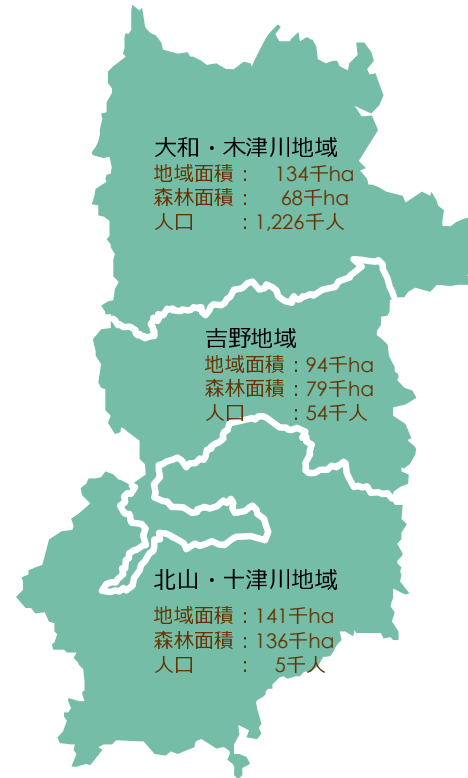 大和・木津川地域
地域面積： 134千ha
森林面積： 68千ha
人口 ：1,226千人
吉野地域
地域面積：94千ha
森林面積：79千ha
人口 ：54千人
北山・十津川地域
地域面積：141千ha
森林面積：136千ha
人口 ： 5千人